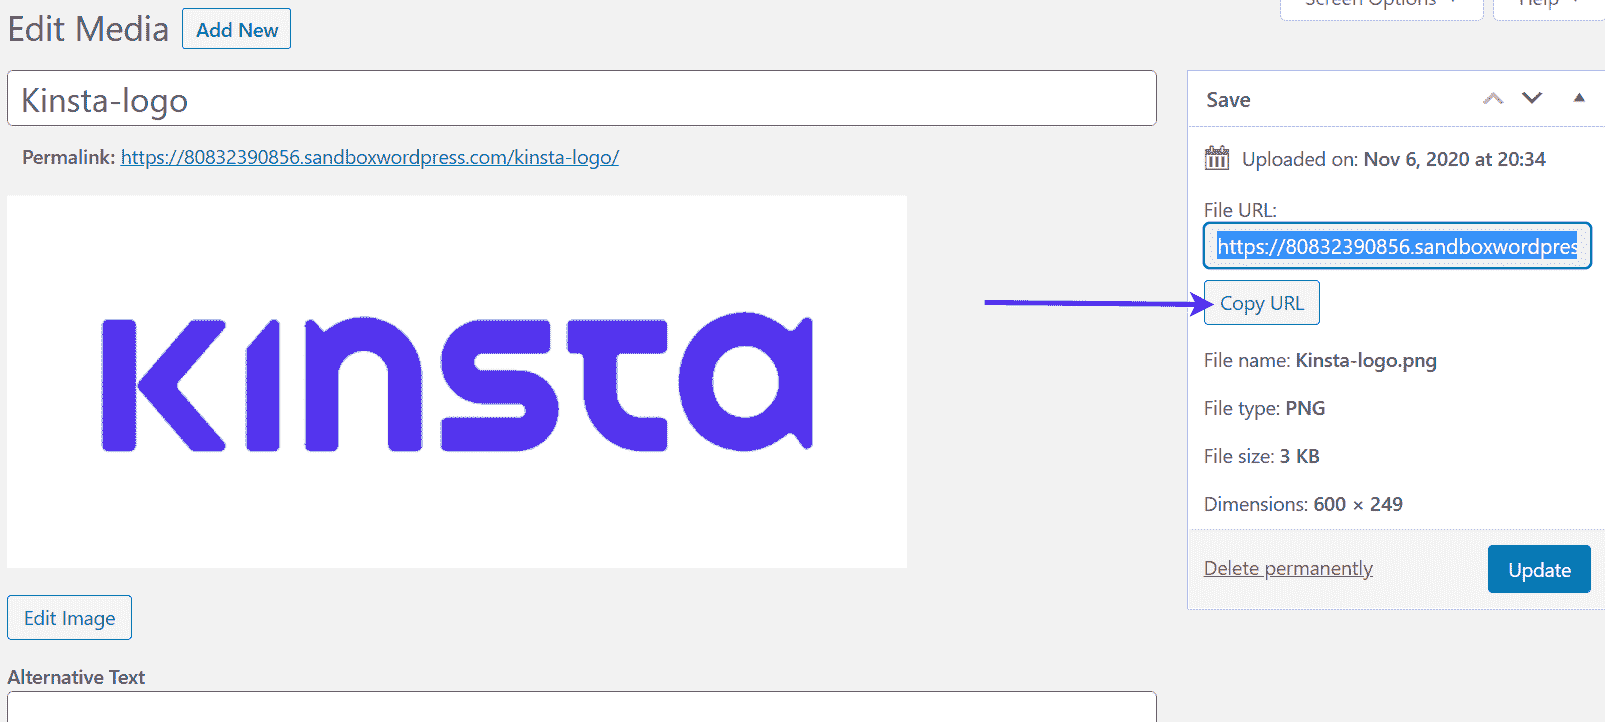 Screen Options
Help
Edit Media
Add New
Kinsta-logo
Permalink: https://80832390856.sandboxwordpress.com/kinsta-logo/
Kinsta
Edit Image
Alternative Text
Save
Uploaded on: Nov 6, 2020 at 20:34
File URL:
https://80832390856.sandboxwordpres
Copy URL
File name: Kinsta-logo.png
File type: PNG
File size: 3 KB
Dimensions: 600 × 249
Delete permanently
Update